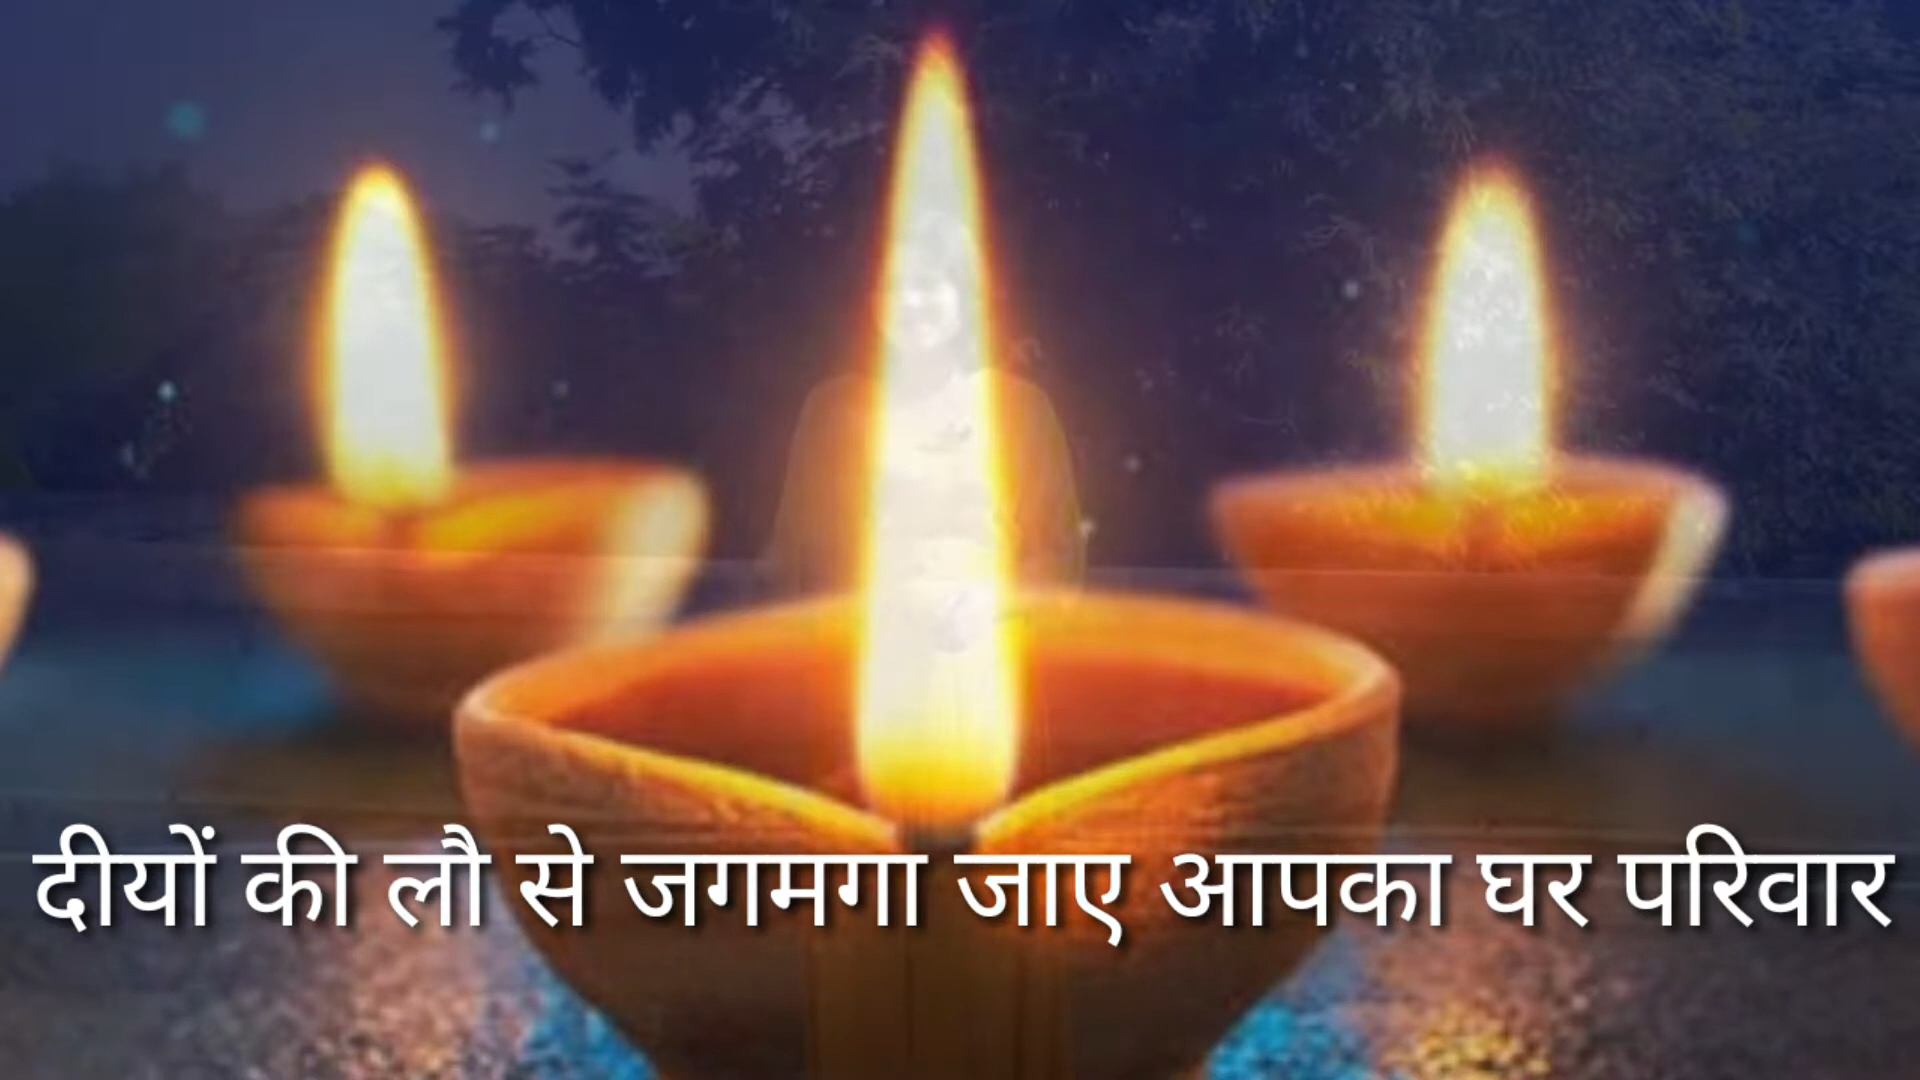 दीयों की लौ से जगमगा जाए आपका घर परिवार